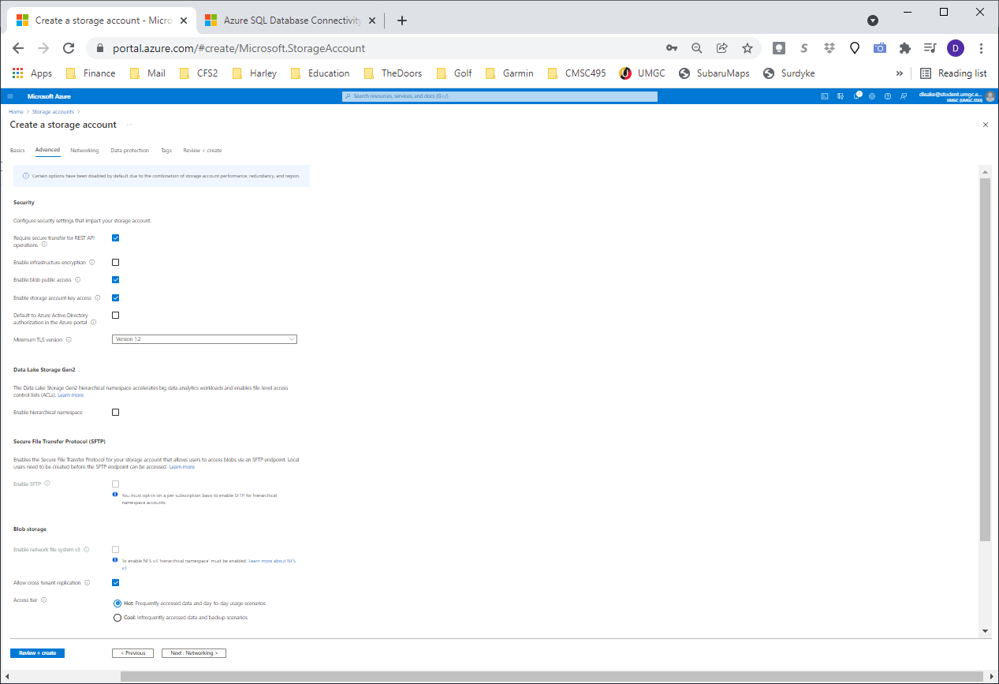 Create a storage account - Micro
Azure SQL Database Connectivity
portal.azure.com/#create/Microsoft.StorageAccount
S
D
Apps
Finance
Mail
CFS2
Harley
Education
TheDoors
Golf
Garmin
CMSC495
UMGC
SubaruMaps
Surdyke
»
Reading list
Microsoft Azure
Search resources, services, and docs (G+/)
dleake@student.umgc.e...
UMGC (UMGC.EDU)
Home > Storage accounts >
Create a storage account ...
Basics
Advanced
Networking
Data protection
Tags
Review + create
Certain options have been disabled by default due to the combination of storage account performance, redundancy, and region.
Security
Configure security settings that impact your storage account.
Require secure transfer for REST API
operations
Enable infrastructure encryption
Enable blob public access
Enable storage account key access
Default to Azure Active Directory
authorization in the Azure portal
Minimum TLS version
Version 1.2
Data Lake Storage Gen2
The Data Lake Storage Gen2 hierarchical namespace accelerates big data analytics workloads and enables file-level access
control lists (ACLs). Learn more
Enable hierarchical namespace
Secure File Transfer Protocol (SFTP)
Enables the Secure File Transfer Protocol for your storage account that allows users to access blobs via an SFTP endpoint. Local
users need to be created before the SFTP endpoint can be accessed. Learn more
Enable SFTP
You must opt-in on a per subscription basis to enable SFTP for hierarchical
namespace accounts.
Blob storage
Enable network file system v3
To enable NFS v3 'hierarchical namespace' must be enabled. Learn more about NFS
v3
Allow cross-tenant replication
Access tier
Hot: Frequently accessed data and day-to-day usage scenarios
Cool: Infrequently accessed data and backup scenarios
Review + create
< Previous
Next : Networking >